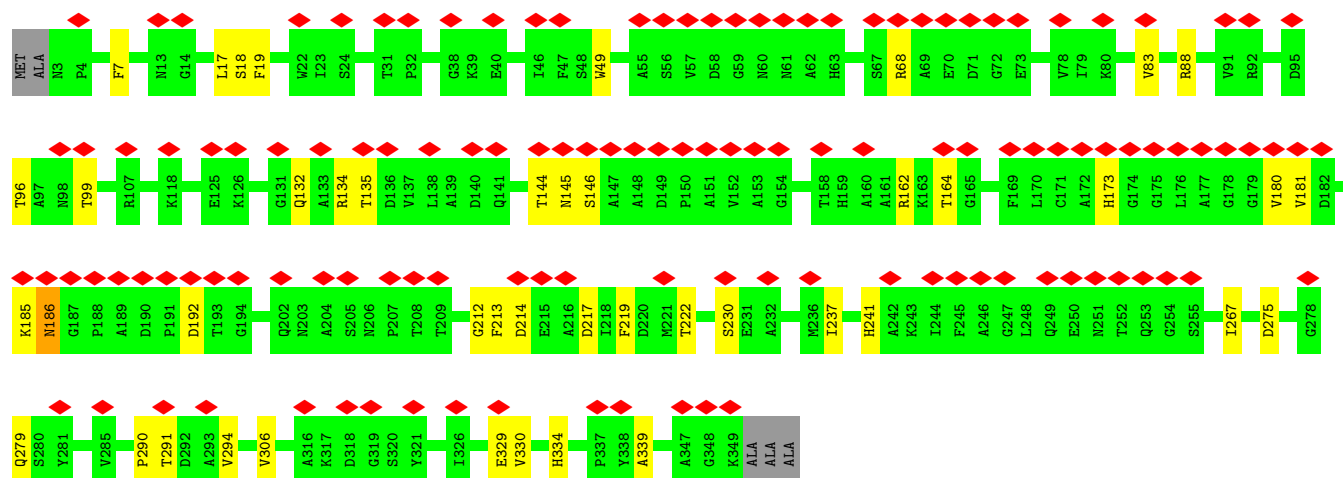 MET ALA N3 P4 F7 N13 G14 L17 S18 F19 W22 I23 S24 T31 P32 G38 K39 E40 I46 F47 S48 W49 A55 S56 V57 D58 G59 N60 N61 A62 H63 S67 R68 A69 E70 D71 G72 E73 V78 I79 K80 V83 R88 V91 R92 D95
T96 A97 N98 T99 R107 K118 E125 K126 G131 Q132 A133 R134 T135 D136 V137 L138 A139 D140 Q141 T144 N145 S146 A147 A148 D149 P150 A151 V152 A153 G154 T158 H159 A160 A161 R162 K163 T164 G165 F169 L170 C171 A172 H173 G174 G175 L176 A177 G178 G179 V180 V181 D182
K185 N186 G187 P188 A189 D190 P191 D192 T193 G194 Q202 N203 A204 S205 N206 P207 T208 T209 G212 F213 D214 E215 A216 D217 I218 F219 D220 M221 T222 S230 E231 A232 M236 I237 H241 A242 K243 I244 F245 A246 G247 L248 Q249 E250 N251 T252 Q253 G254 S255 I267 D275 G278
Q279 S280 Y281 V285 P290 T291 D292 A293 V294 V306 A316 K317 D318 G319 S320 Y321 I326 E329 V330 H334 P337 Y338 A339 A347 G348 K349 ALA ALA ALA